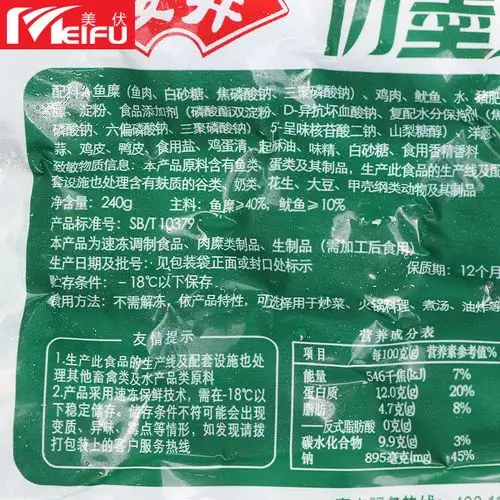 美伏
MEIFU
配料:鱼糜(鱼肉、白砂糖、焦磷酸钠、三聚磷酸钠)、鸡肉、鱿鱼、水、猪肥
、淀粉、食品添加剂(磷酸酯双淀粉、D-异抗坏血酸钠、复配水分保持剂(焦
磷酸钠、六偏磷酸钠、三聚磷酸钠)、5'-呈味核苷酸二钠、山梨糖醇)、洋葱
蒜、鸡皮、鸭皮、食用盐、鸡蛋清、起酥油、味精、白砂糖、食用香精香料
致敏物质信息:本产品原料含有鱼类、蛋类及其制品,生产此食品的生产线及配
套设施也处理含有麸质的谷类、奶类、花生、大豆、甲壳纲类动物及其制品
净含量:240g 主料:鱼糜≥40%、鱿鱼≥10%
产品标准号:SB/T 10379
本产品为速冻调制食品、肉糜类制品、生制品(需加工后食用)
生产日期及批号:见包装袋正面或封口处标示
贮存条件:-18℃以下保存 保质期:12个月
食用方法:不需解冻,依产品特性,可选择用于炒菜、火锅料理、煮汤、油炸等
友情提示
1.生产此食品的生产线及配套设施也处
理其他畜禽类及水产品类原料
2.产品采用速冻保鲜技术,需在-18℃以
下稳定储存。储存条件不符可能会出现
变质、异味、霉点等情形,如发现请拨
打包装上的客户服务热线
营养成分表
项目 每100克(g) 营养素参考值%
能量 546千焦(kJ) 7%
蛋白质 12.0克(g) 20%
脂肪 4.7克(g) 8%
—反式脂肪酸 0克(g)
碳水化合物 9.9克(g) 3%
钠 895毫克(mg) 45%